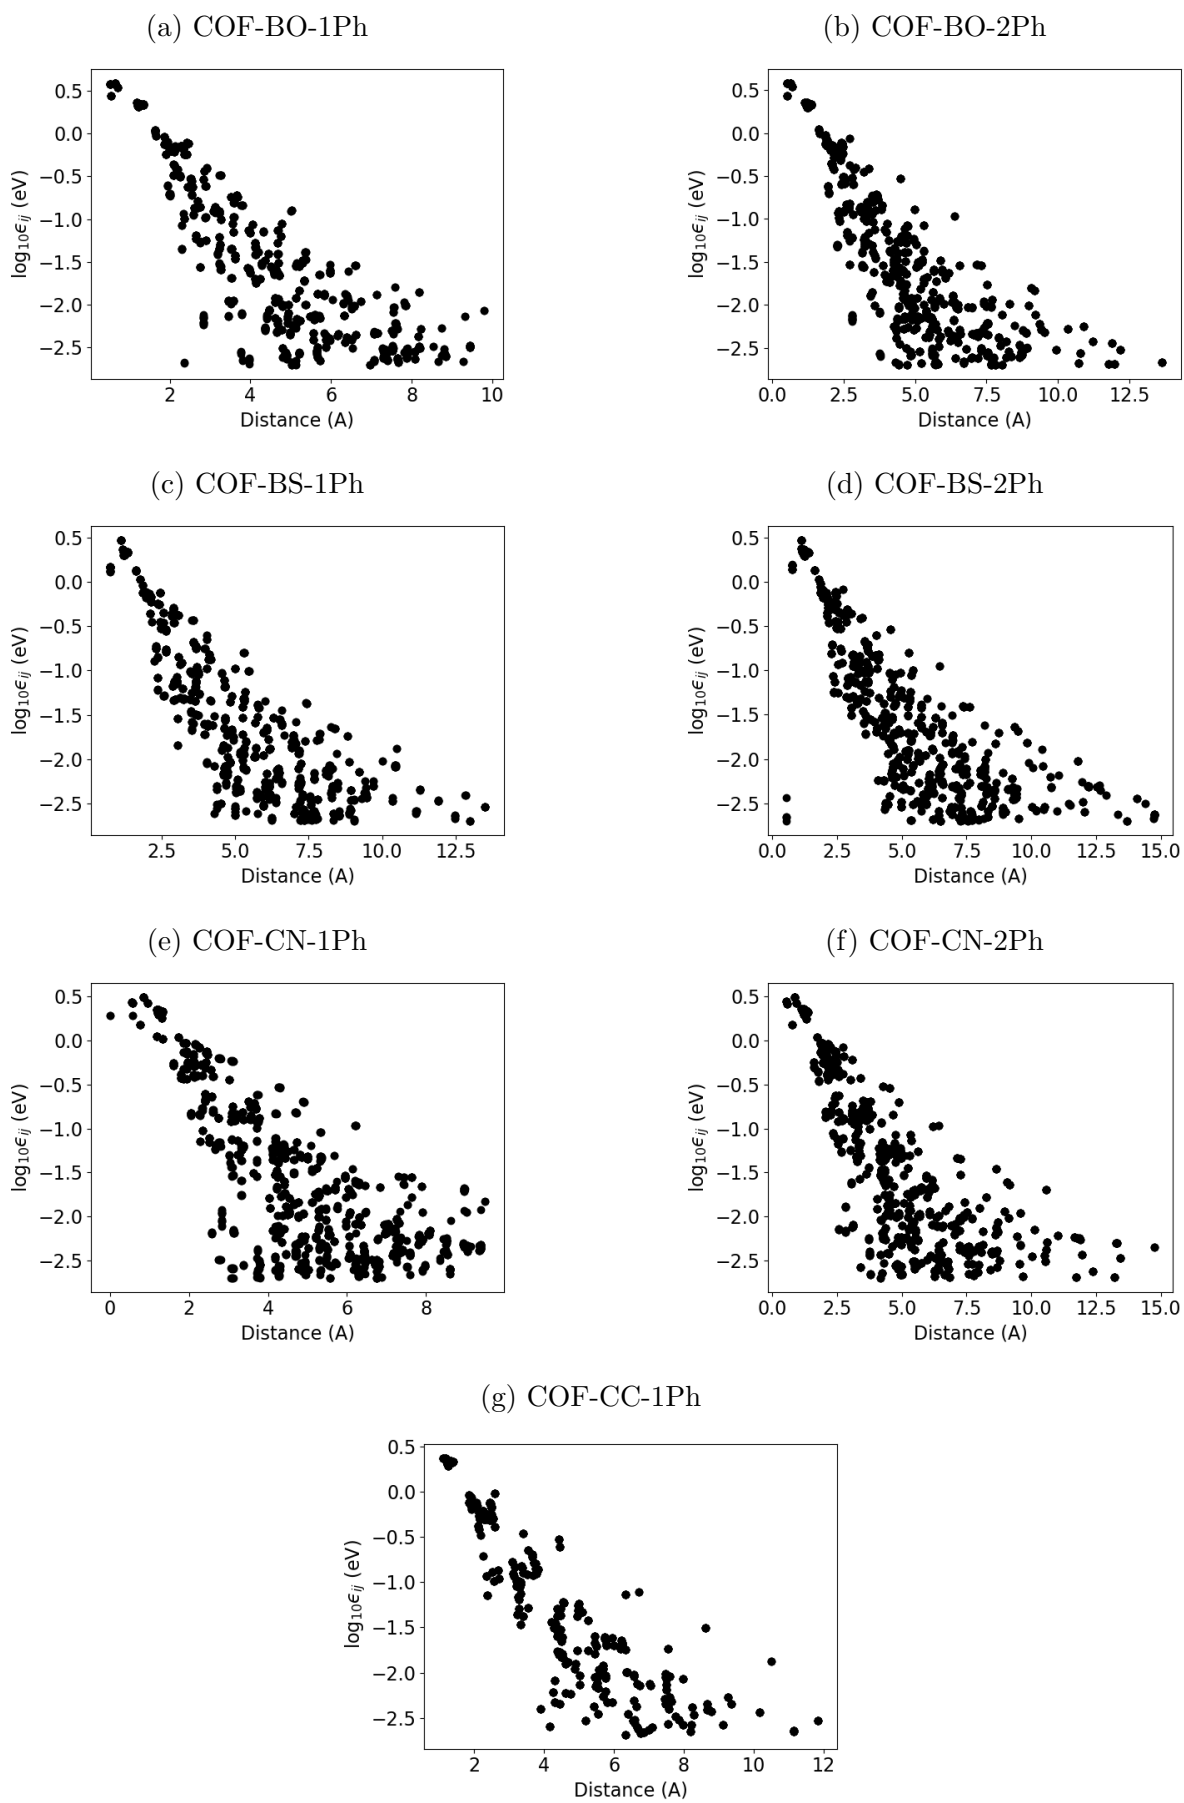 (a) COF-BO-1Ph
0.5
0.0
−0.5
−1.0
−1.5
−2.0
−2.5
log₁₀ϵᵢⱼ (eV)
2 4 6 8 10
Distance (A)
(b) COF-BO-2Ph
0.5
0.0
−0.5
−1.0
−1.5
−2.0
−2.5
log₁₀ϵᵢⱼ (eV)
0.0 2.5 5.0 7.5 10.0 12.5
Distance (A)
(c) COF-BS-1Ph
0.5
0.0
−0.5
−1.0
−1.5
−2.0
−2.5
log₁₀ϵᵢⱼ (eV)
2.5 5.0 7.5 10.0 12.5
Distance (A)
(d) COF-BS-2Ph
0.5
0.0
−0.5
−1.0
−1.5
−2.0
−2.5
log₁₀ϵᵢⱼ (eV)
0.0 2.5 5.0 7.5 10.0 12.5 15.0
Distance (A)
(e) COF-CN-1Ph
0.5
0.0
−0.5
−1.0
−1.5
−2.0
−2.5
log₁₀ϵᵢⱼ (eV)
0 2 4 6 8
Distance (A)
(f) COF-CN-2Ph
0.5
0.0
−0.5
−1.0
−1.5
−2.0
−2.5
log₁₀ϵᵢⱼ (eV)
0.0 2.5 5.0 7.5 10.0 12.5 15.0
Distance (A)
(g) COF-CC-1Ph
0.5
0.0
−0.5
−1.0
−1.5
−2.0
−2.5
log₁₀ϵᵢⱼ (eV)
2 4 6 8 10 12
Distance (A)